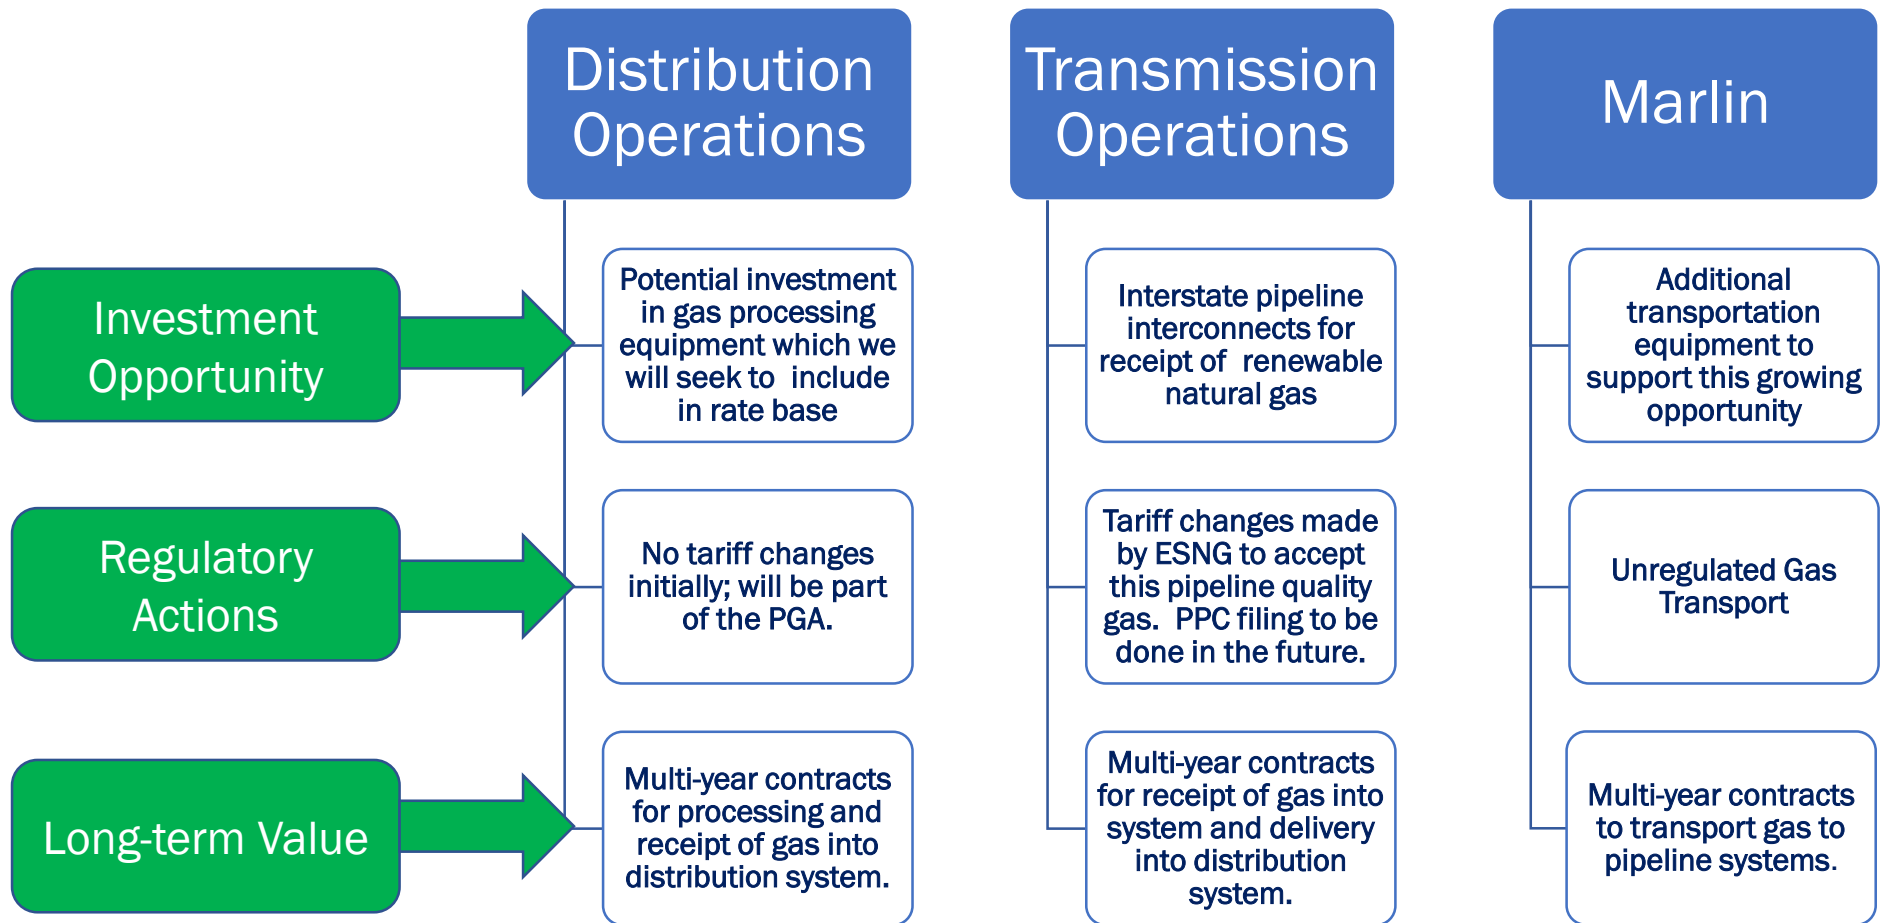 Distribution
Operations
Transmission
Operations
Marlin
Investment
Opportunity
Potential investment
in gas processing
equipment which we
will seek to  include
in rate base
Interstate pipeline
interconnects for
receipt of  renewable
natural gas
Additional
transportation
equipment to
support this growing
opportunity
Regulatory
Actions
No tariff changes
initially; will be part
of the PGA.
Tariff changes made
by ESNG to accept
this pipeline quality
gas.  PPC filing to be
done in the future.
Unregulated Gas
Transport
Long-term Value
Multi-year contracts
for processing and
receipt of gas into
distribution system.
Multi-year contracts
for receipt of gas into
system and delivery
into distribution
system.
Multi-year contracts
to transport gas to
pipeline systems.